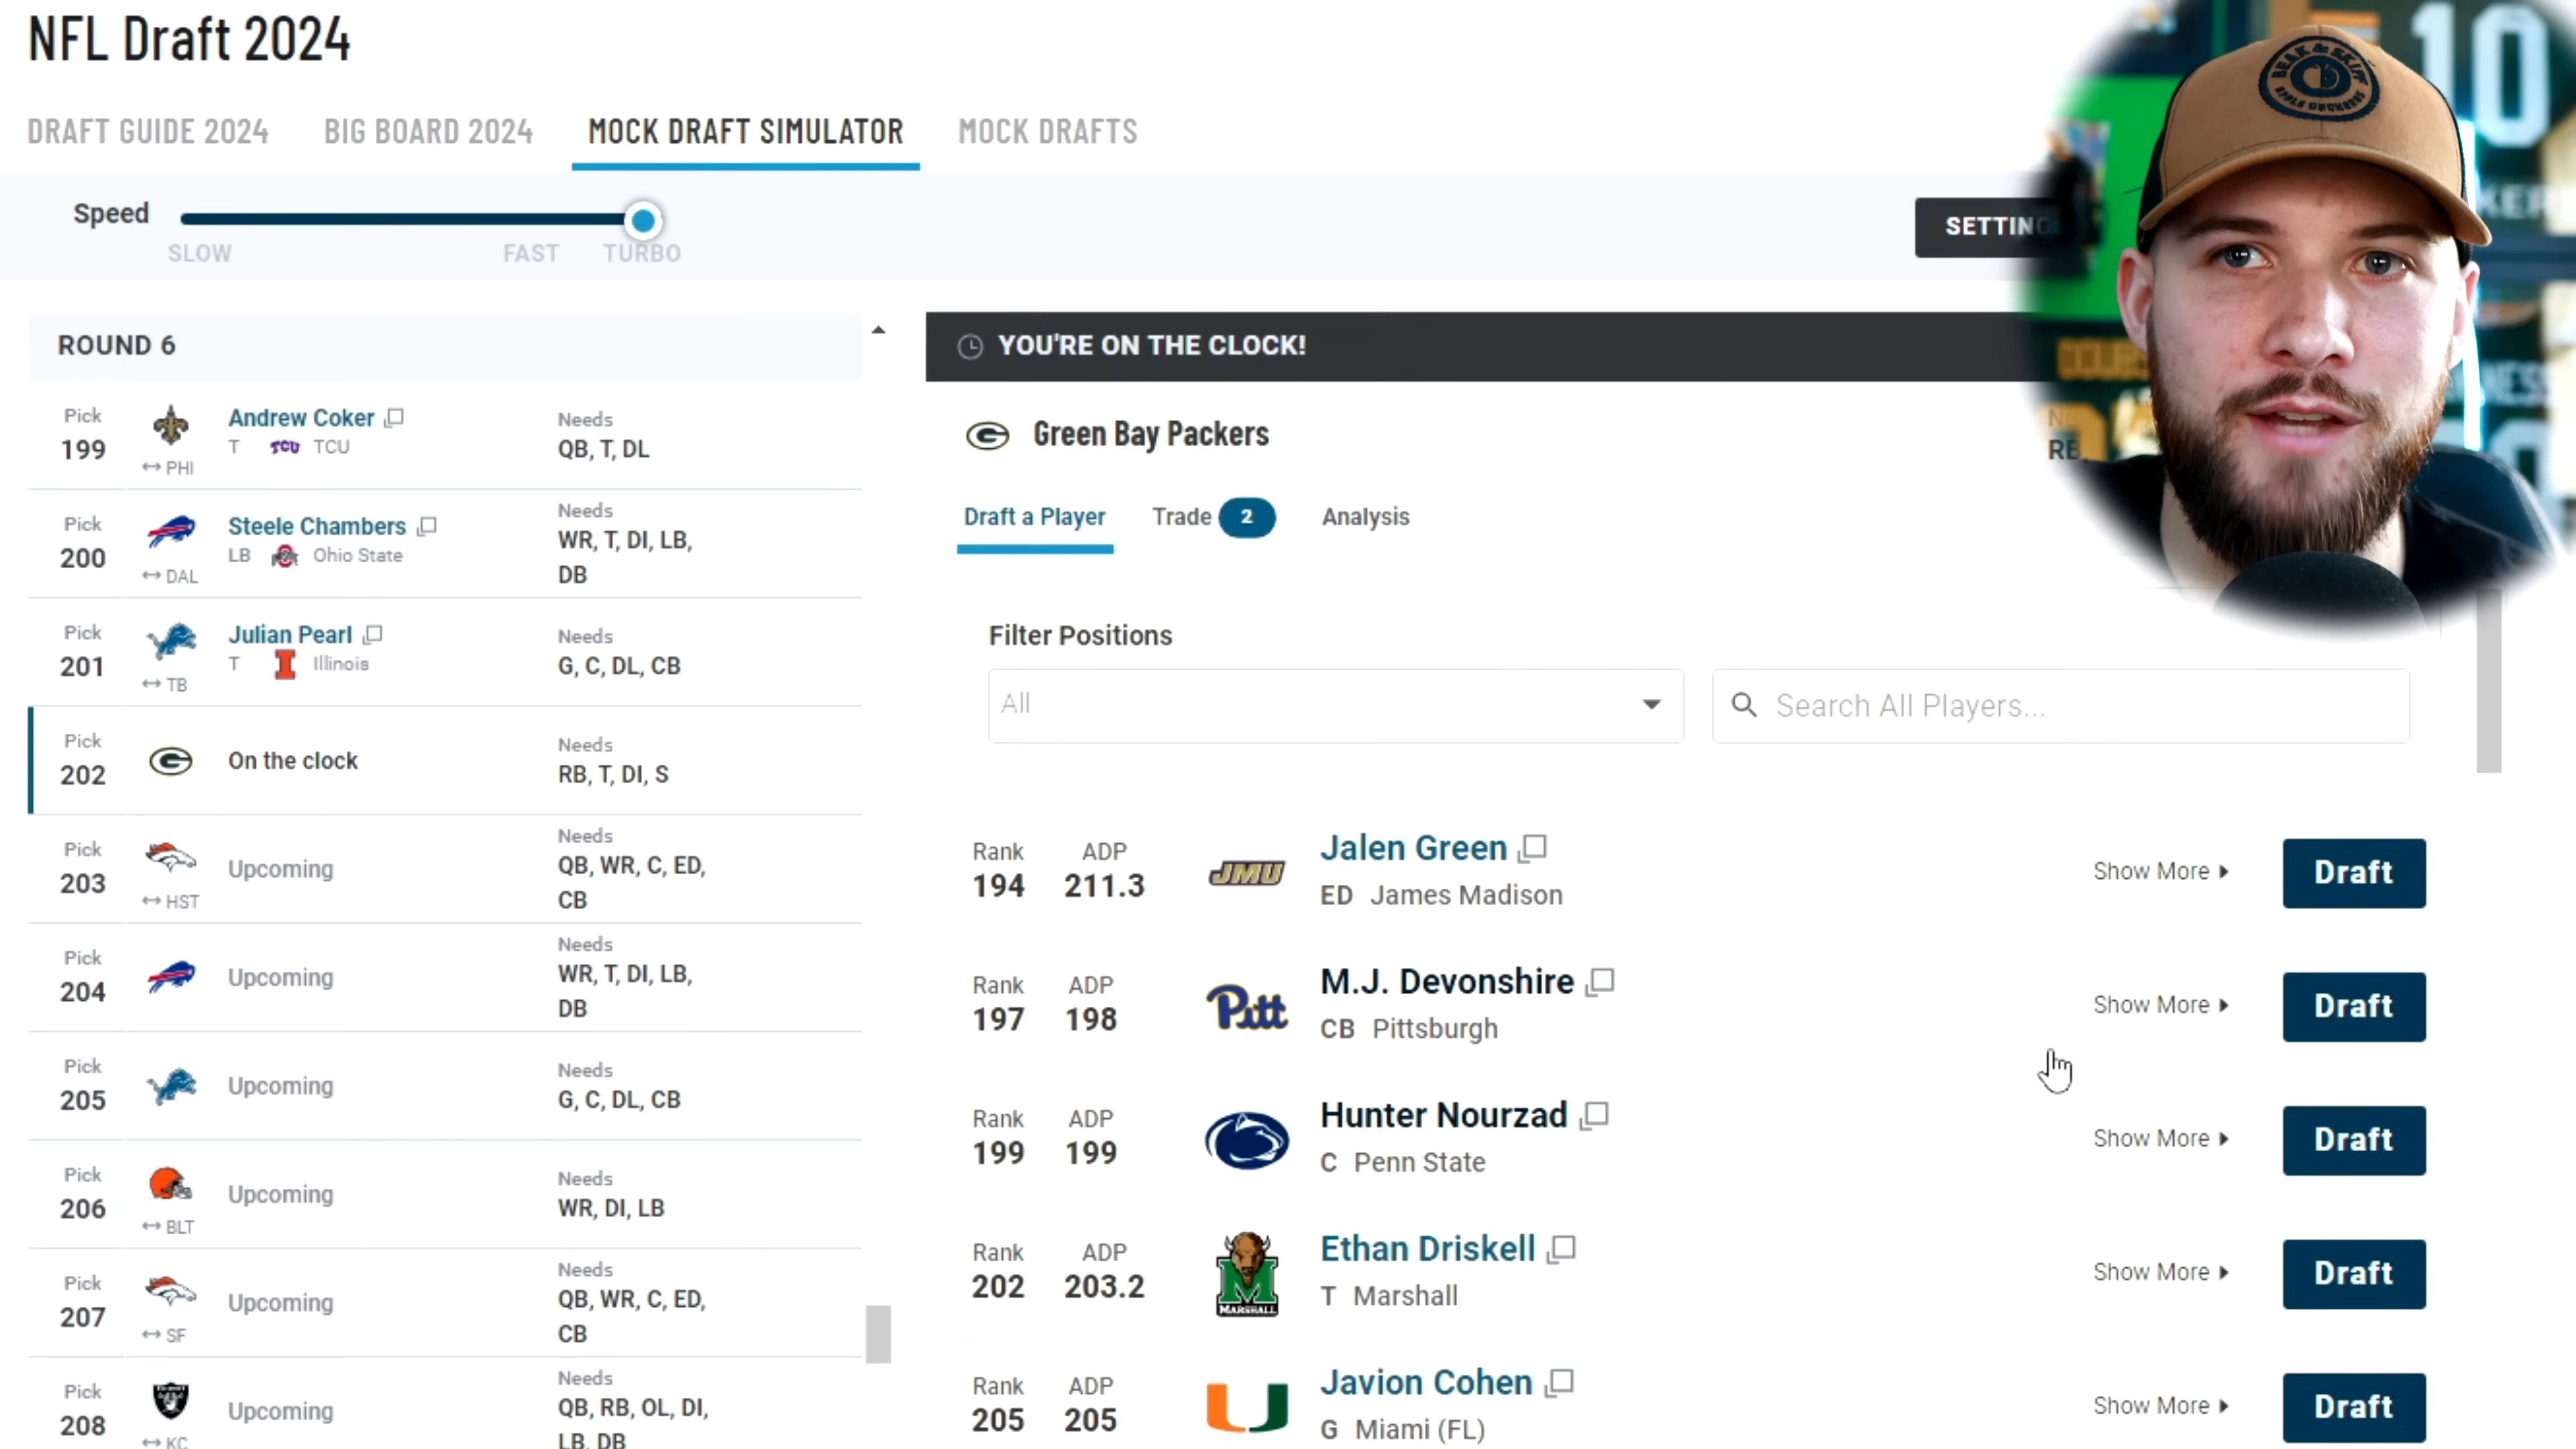 NFL Draft 2024
DRAFT GUIDE 2024 BIG BOARD 2024 MOCK DRAFT SIMULATOR MOCK DRAFTS
Speed
SLOW FAST TURBO
SETTING
ROUND 6
Pick 199
Andrew Coker
T TCU TCU
↔ PHI
Needs
QB, T, DL
Pick 200
Steele Chambers
LB Ohio State
↔ DAL
Needs
WR, T, DI, LB,
DB
Pick 201
Julian Pearl
T I Illinois
↔ TB
Needs
G, C, DL, CB
Pick 202
G On the clock
Needs
RB, T, DI, S
Pick 203
Upcoming
↔ HST
Needs
QB, WR, C, ED,
CB
Pick 204
Upcoming
Needs
WR, T, DI, LB,
DB
Pick 205
Upcoming
Needs
G, C, DL, CB
Pick 206
Upcoming
↔ BLT
Needs
WR, DI, LB
Pick 207
Upcoming
↔ SF
Needs
QB, WR, C, ED,
CB
Pick 208
Upcoming
↔ KC
Needs
QB, RB, OL, DI,
LB, DB
YOU'RE ON THE CLOCK!
G Green Bay Packers
RB,
Draft a Player Trade 2 Analysis
Filter Positions
All
Search All Players...
Rank 194 ADP 211.3
JMU
Jalen Green
ED James Madison
Show More Draft
Rank 197 ADP 198
Pitt
M.J. Devonshire
CB Pittsburgh
Show More Draft
Rank 199 ADP 199
Hunter Nourzad
C Penn State
Show More Draft
Rank 202 ADP 203.2
M MARSHALL
Ethan Driskell
T Marshall
Show More Draft
Rank 205 ADP 205
Javion Cohen
G Miami (FL)
Show More Draft
BEAK & SKIFF
APPLE ORCHARDS
10